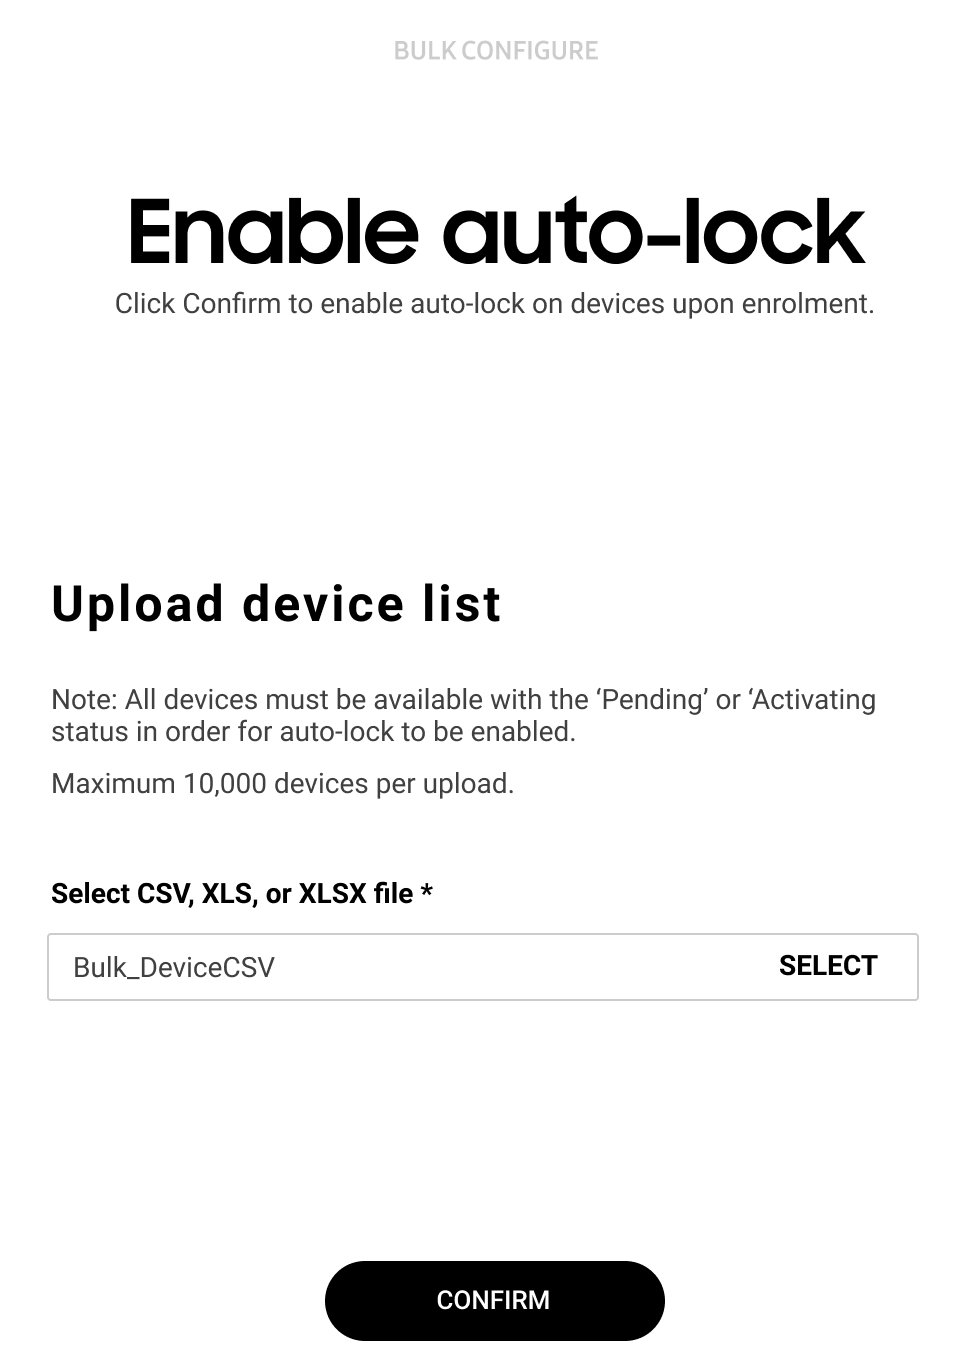 BULK CONFIGURE
Enable auto-lock
Click Confirm to enable auto-lock on devices upon enrolment.
Upload device list
Note: All devices must be available with the ‘Pending’ or ‘Activating
status in order for auto-lock to be enabled.
Maximum 10,000 devices per upload.
Select CSV, XLS, or XLSX file *
Bulk_DeviceCSV SELECT
CONFIRM